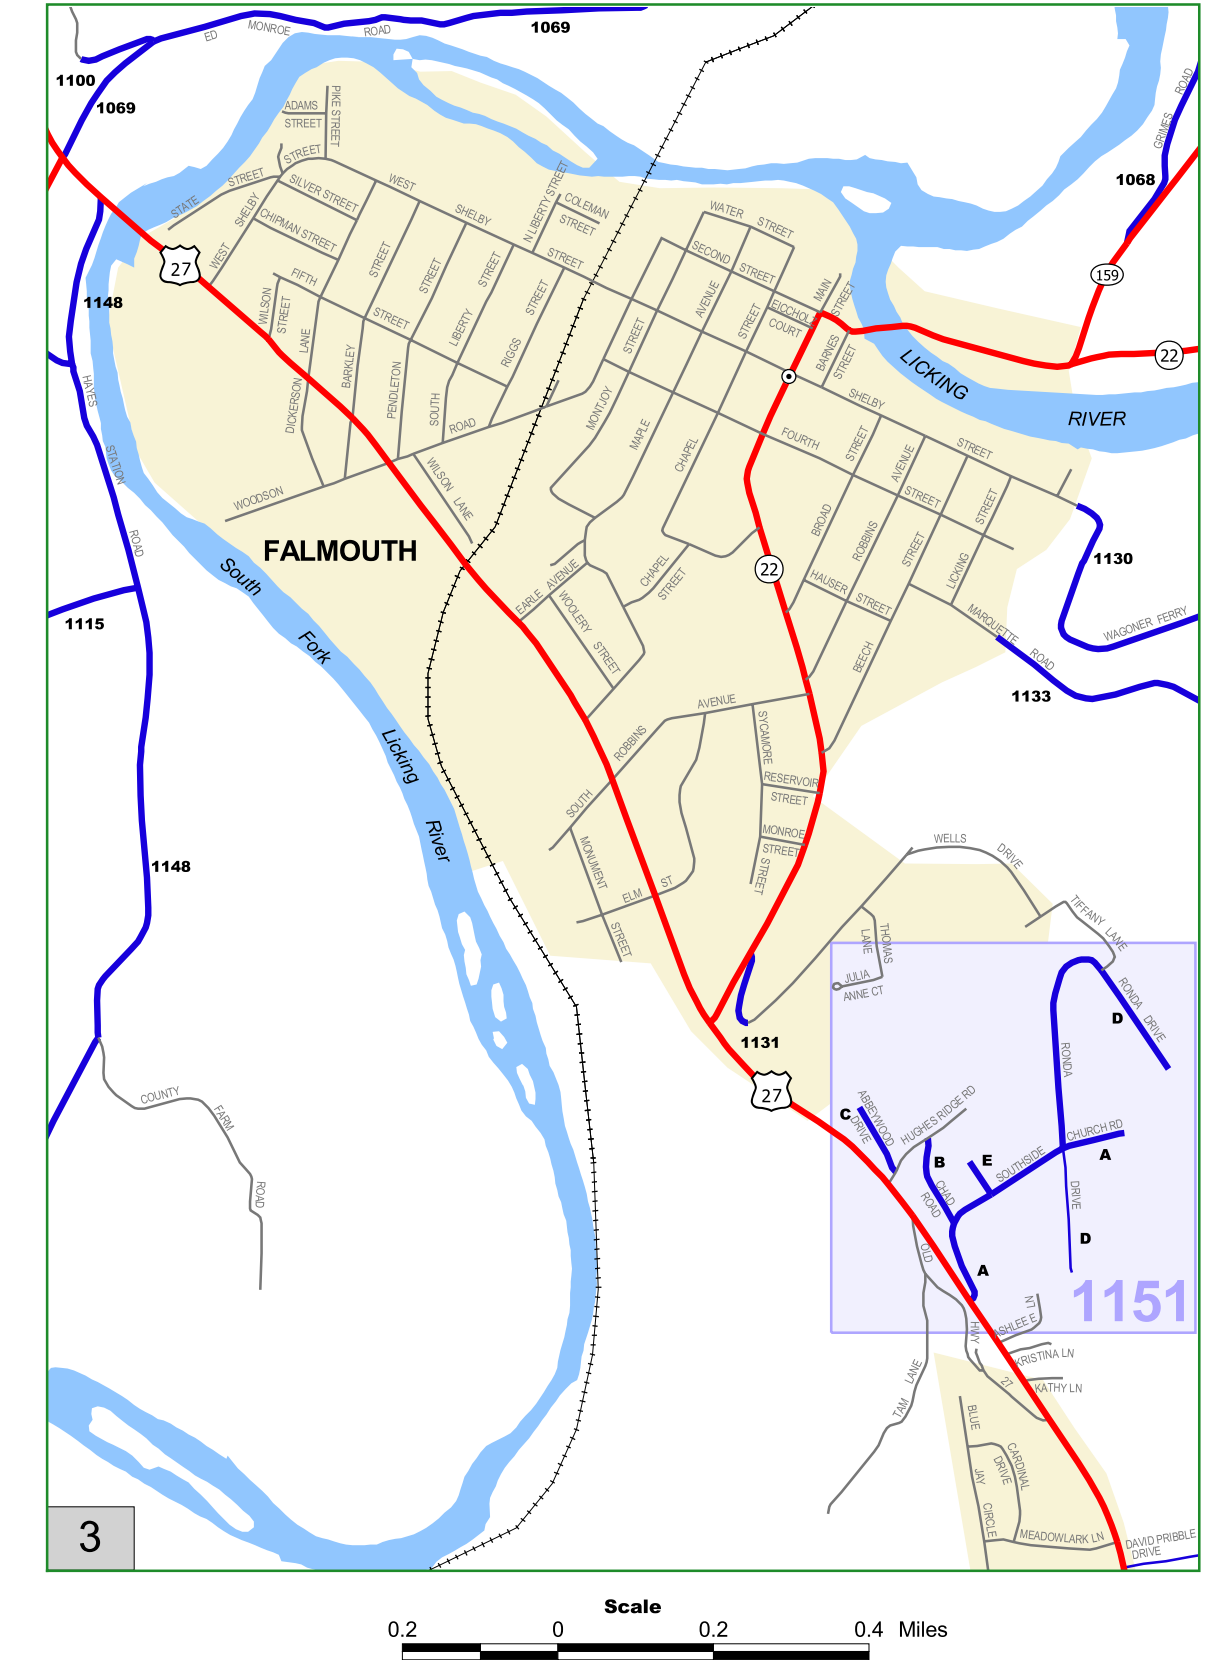 1069
ED MONROE ROAD
1100
1069
GRIMES ROAD
1068
ADAMS
STREET
PIKE STREET
STATE STREET
STREET
SILVER STREET
CHIPMAN STREET
WEST SHELBY
WEST SHELBY STREET
N LIBERTY STREET
COLEMAN
STREET
WATER STREET
SECOND STREET
MAIN STREET
EICCHOL
COURT
BARNES
STREET
27
159
22
1148
FIFTH STREET
WILSON
STREET
DICKERSON LANE
BARKLEY STREET
PENDLETON STREET
SOUTH LIBERTY STREET
RIGGS STREET
MONTJOY STREET
MAPLE AVENUE
CHAPEL STREET
LICKING
RIVER
HAYES STATION ROAD
WOODSON ROAD
WILSON LANE
SHELBY STREET
FOURTH STREET
BROAD STREET
ROBBINS AVENUE
BEECH STREET
LICKING STREET
FALMOUTH
South Fork Licking River
22
EARLE AVENUE
WOOLERY STREET
CHAPEL
STREET
HAUSER STREET
MARQUETTE ROAD
1130
WAGONER FERRY
1115
1133
SOUTH ROBBINS AVENUE
SYCAMORE STREET
RESERVOIR
STREET
MONROE
STREET
MONUMENT STREET
ELM ST
1148
WELLS DRIVE
TIFFANY LANE
THOMAS
LANE
JULIA
ANNE CT
RONDA DRIVE
D
1131
27
COUNTY FARM ROAD
C
ABBEYWOOD
DRIVE
HUGHES RIDGE RD
B
CHAD
ROAD
E
SOUTHSIDE CHURCH RD
A
RONDA DRIVE
D
A
1151
OLD HWY 27
ASHLEE E LN
KRISTINA LN
KATHY LN
TAM LANE
BLUE JAY CIRCLE
CARDINAL
DRIVE
MEADOWLARK LN
DAVID PRIBBLE
DRIVE
3
Scale
0.2 0 0.2 0.4 Miles